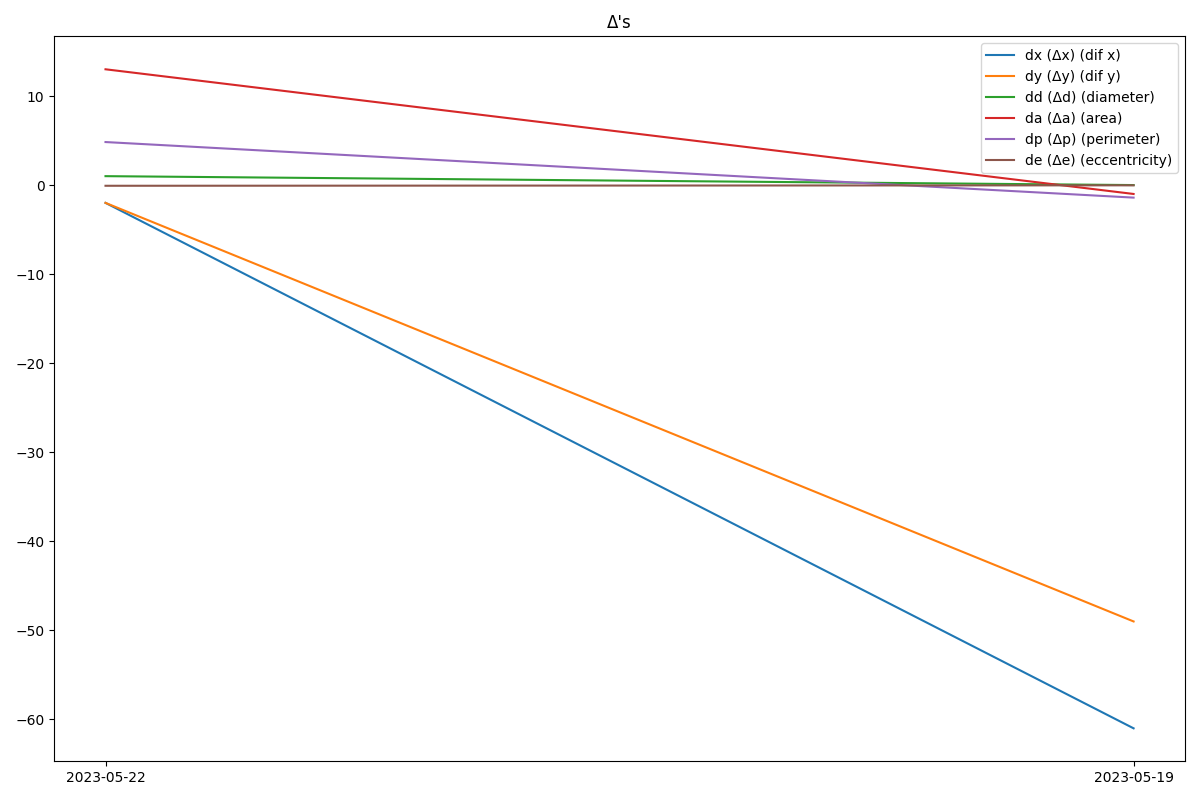 Δ's
dx (Δx) (dif x)
dy (Δy) (dif y)
dd (Δd) (diameter)
da (Δa) (area)
dp (Δp) (perimeter)
de (Δe) (eccentricity)
10
0
−10
−20
−30
−40
−50
−60
2023-05-22
2023-05-19